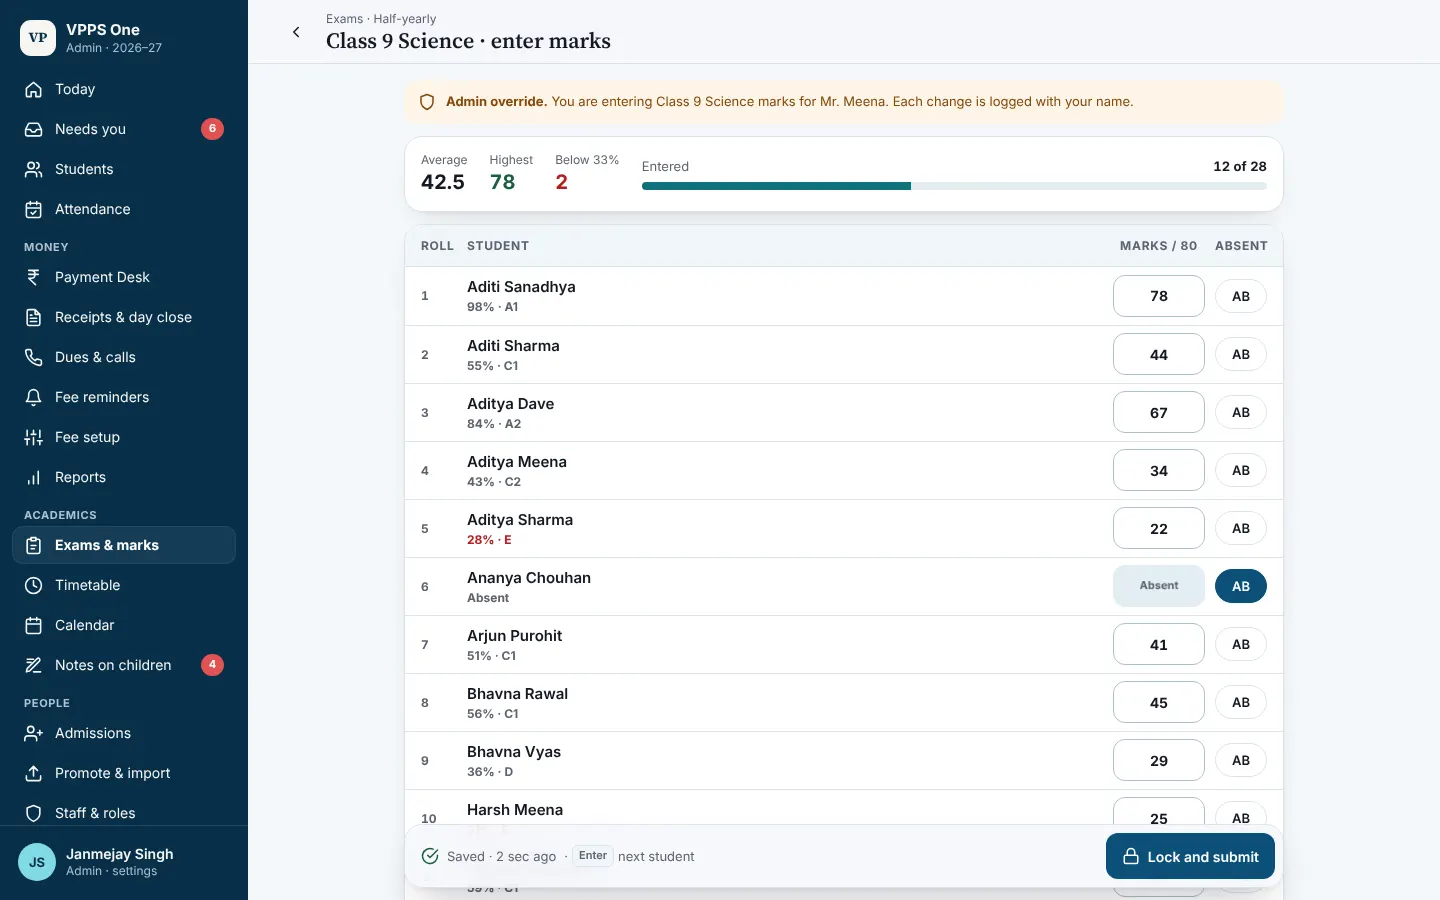 VP
VPPS One
Admin · 2026–27
Today
Needs you 6
Students
Attendance
MONEY
Payment Desk
Receipts & day close
Dues & calls
Fee reminders
Fee setup
Reports
ACADEMICS
Exams & marks
Timetable
Calendar
Notes on children 4
PEOPLE
Admissions
Promote & import
Staff & roles
JS
Janmejay Singh
Admin · settings
Exams · Half-yearly
Class 9 Science · enter marks
Admin override. You are entering Class 9 Science marks for Mr. Meena. Each change is logged with your name.
Average Highest Below 33%
42.5 78 2
Entered 12 of 28
ROLL STUDENT MARKS / 80 ABSENT
1 Aditi Sanadhya 78 AB
98% · A1
2 Aditi Sharma 44 AB
55% · C1
3 Aditya Dave 67 AB
84% · A2
4 Aditya Meena 34 AB
43% · C2
5 Aditya Sharma 22 AB
28% · E
6 Ananya Chouhan Absent AB
Absent
7 Arjun Purohit 41 AB
51% · C1
8 Bhavna Rawal 45 AB
56% · C1
9 Bhavna Vyas 29 AB
36% · D
10 Harsh Meena 25 AB
Saved · 2 sec ago · Enter next student
Lock and submit
59% · C1